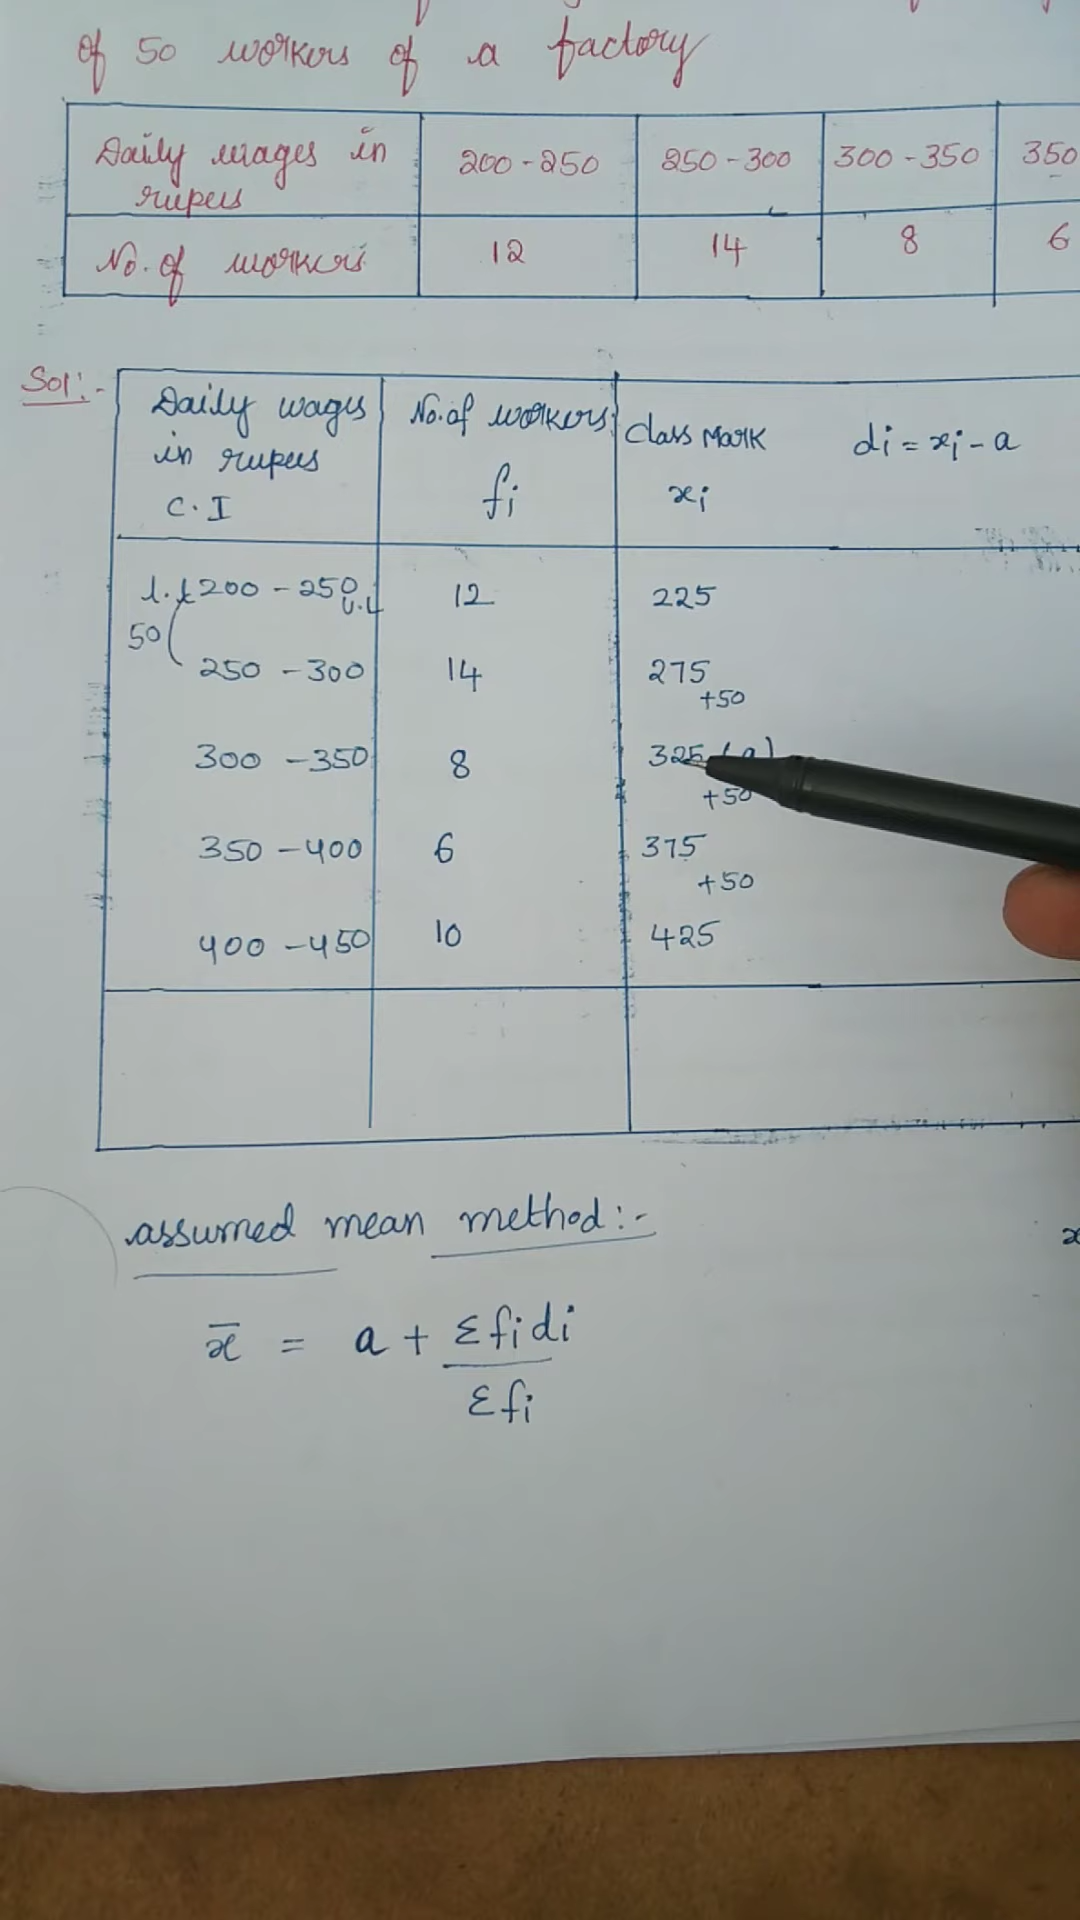 of 50 workers of a factory
Daily wages in rupees 200-250 250-300 300-350 350
No. of workers 12 14 8 6
Sol:-
Daily wages in rupees C.I No. of workers fi Class mark xi di = xi - a
l.l 200 - 250 u.l 12 225
50
250 - 300 14 275
+50
300 - 350 8 325 (a)
+50
350 - 400 6 375
+50
400 - 450 10 425
assumed mean method:-
x̄ = a + Σfidi
Σfi